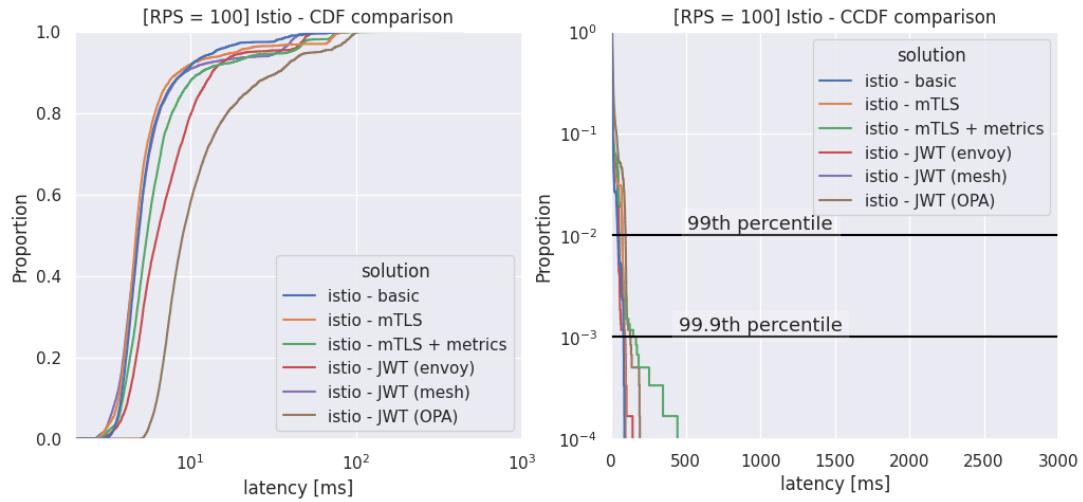 [RPS = 100] Istio - CDF comparison
1.0
0.8
0.6
0.4
0.2
0.0
Proportion
solution
istio - basic
istio - mTLS
istio - mTLS + metrics
istio - JWT (envoy)
istio - JWT (mesh)
istio - JWT (OPA)
10¹
10²
10³
latency [ms]
[RPS = 100] Istio - CCDF comparison
10⁰
10⁻¹
10⁻²
10⁻³
10⁻⁴
Proportion
solution
istio - basic
istio - mTLS
istio - mTLS + metrics
istio - JWT (envoy)
istio - JWT (mesh)
istio - JWT (OPA)
99th percentile
99.9th percentile
0 500 1000 1500 2000 2500 3000
latency [ms]